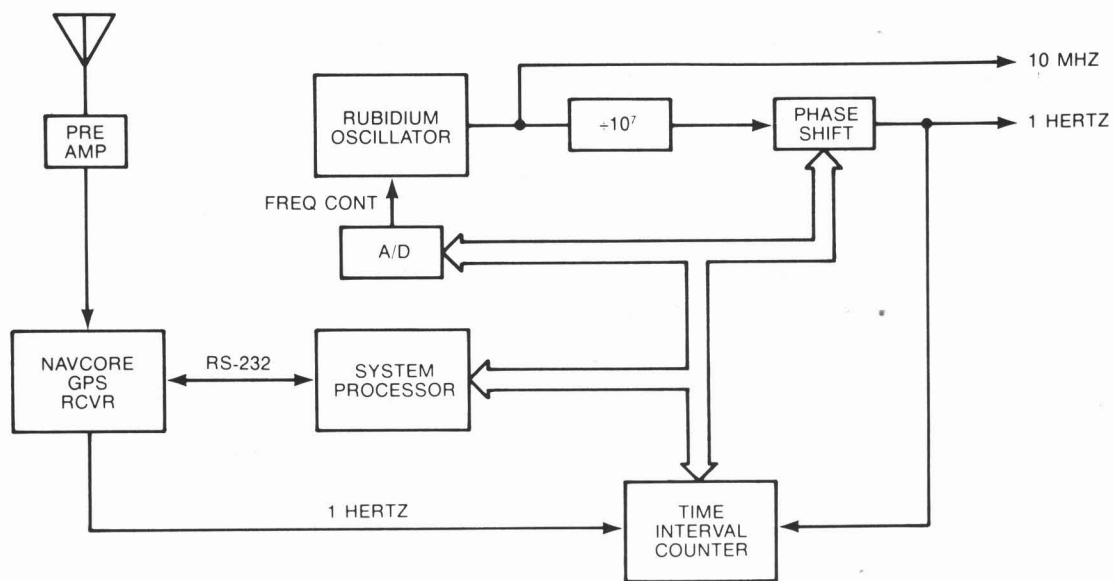 10 MHZ
RUBIDIUM
OSCILLATOR
÷10⁷
PHASE
SHIFT
1 HERTZ
PRE
AMP
FREQ CONT
A/D
NAVCORE
GPS
RCVR
RS-232
SYSTEM
PROCESSOR
1 HERTZ
TIME
INTERVAL
COUNTER